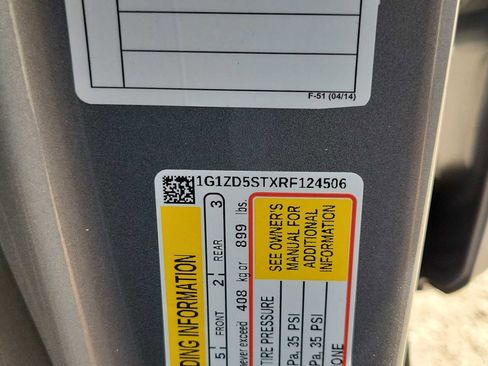 F-51 (04/14)
1G1ZD5STXRF124506
DING INFORMATION
5 FRONT 2 REAR 3
never exceed 408 kg or 899 lbs.
SEE OWNER'S
MANUAL FOR
ADDITIONAL
INFORMATION
TIRE PRESSURE
Pa, 35 PSI
Pa, 35 PSI
ONE